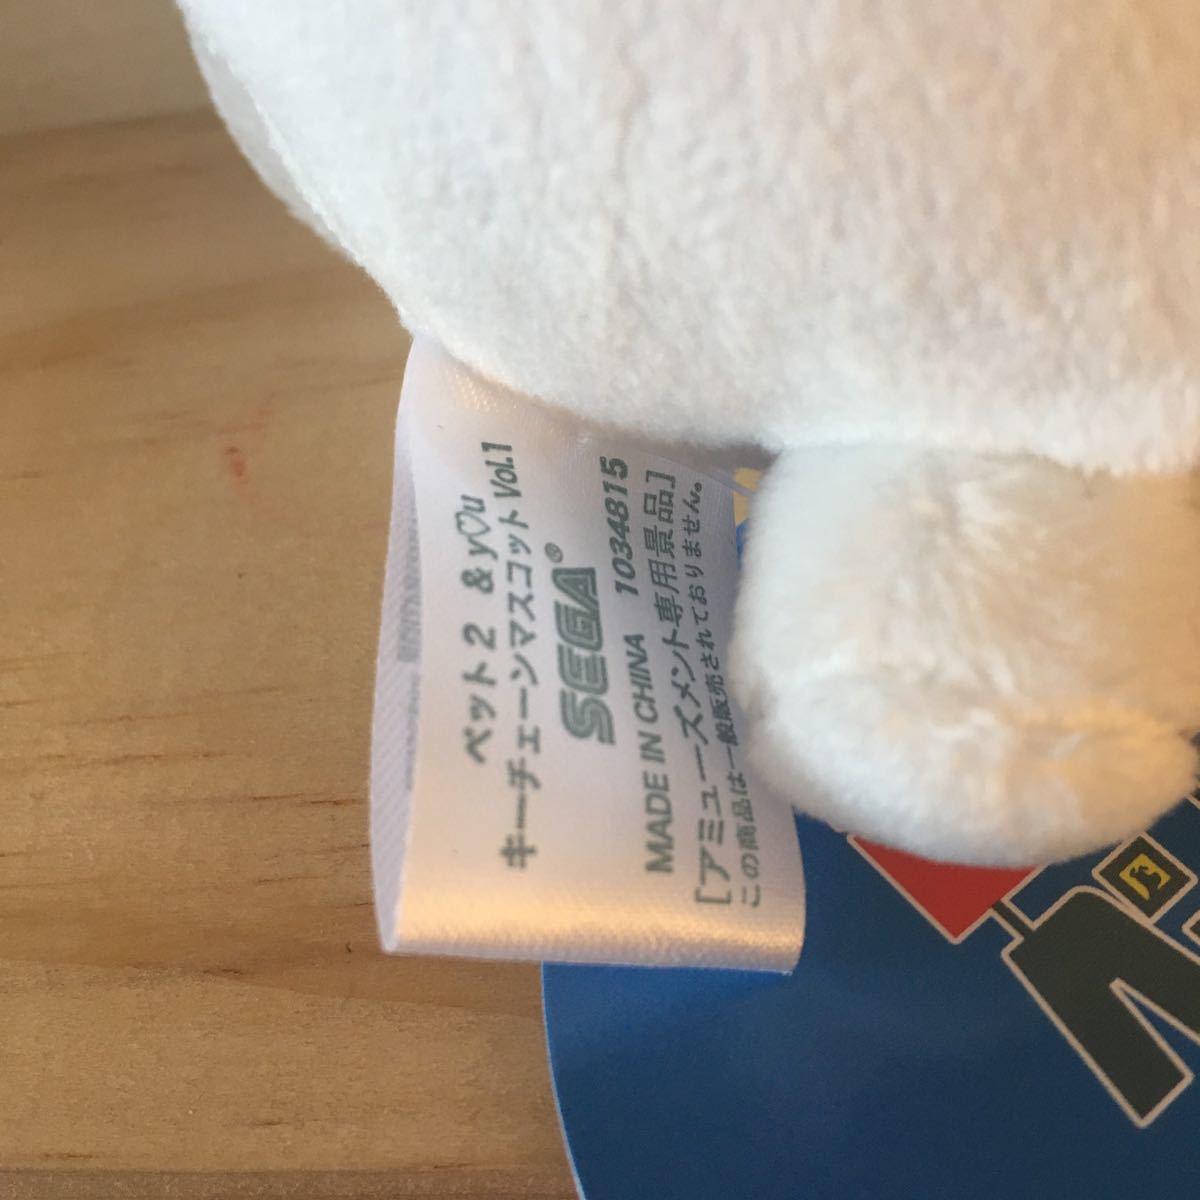 ペット2 &y♡u
キーチェーンマスコット Vol.1
SEGA®
MADE IN CHINA 1034815
[アミューズメント専用景品]
この商品は一般販売されておりません。
ペ